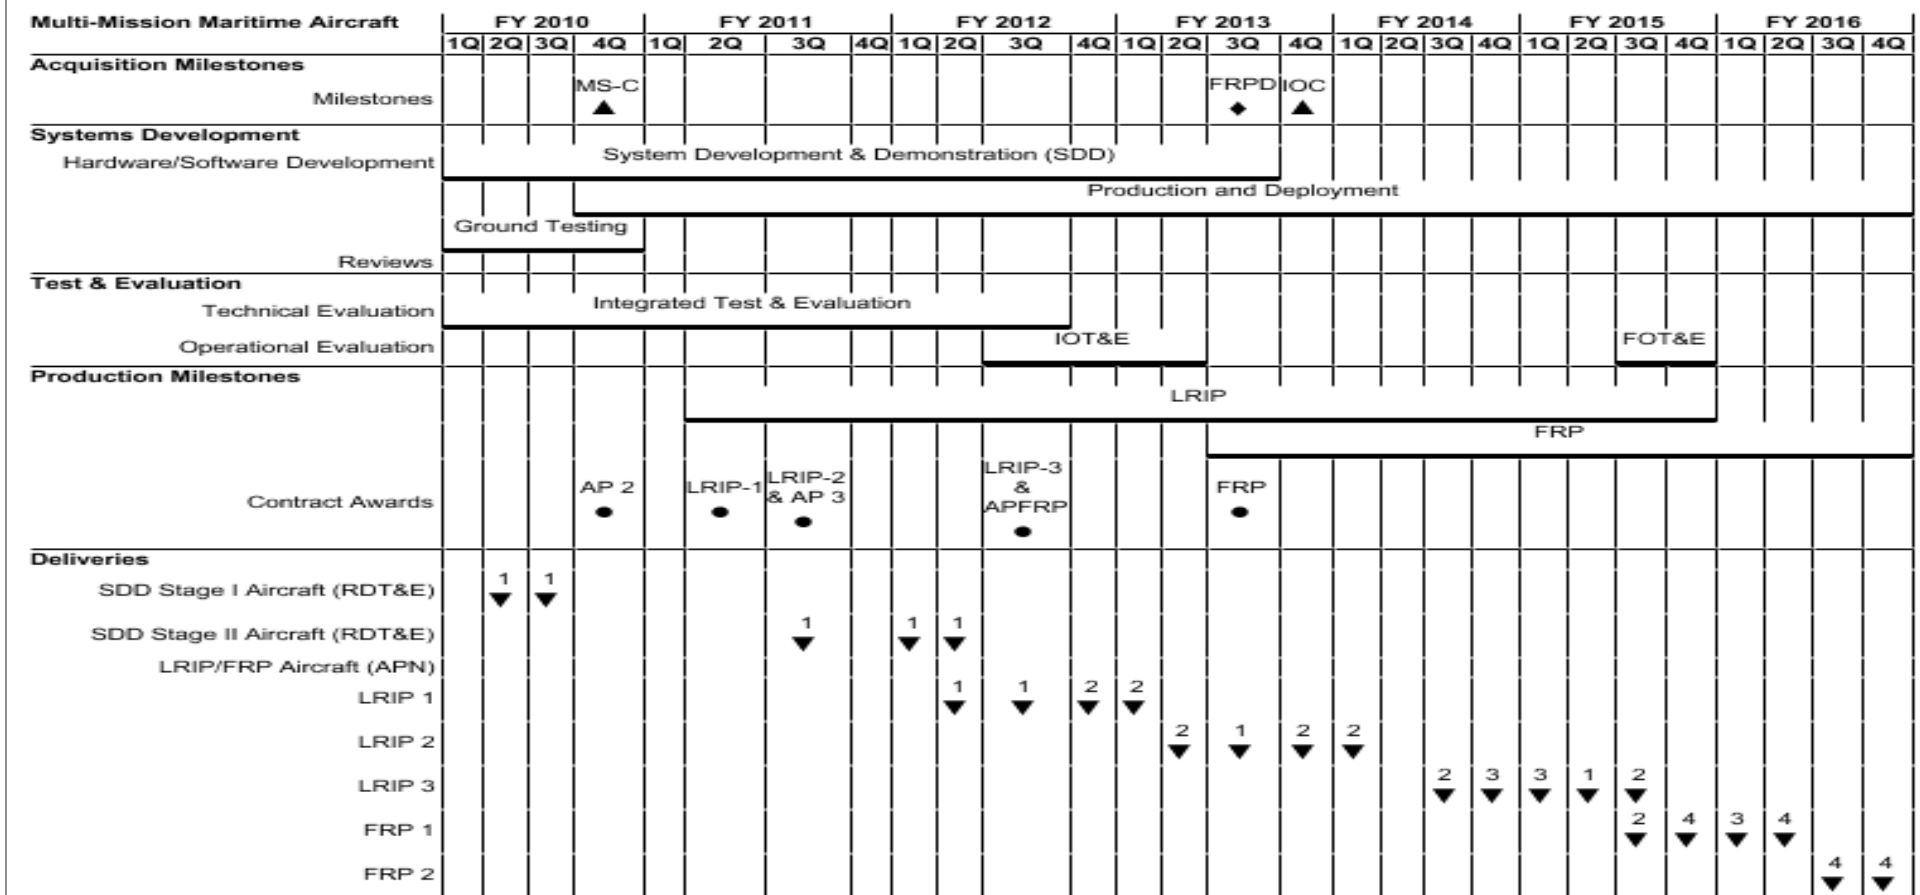 Multi-Mission Maritime Aircraft FY 2010 FY 2011 FY 2012 FY 2013 FY 2014 FY 2015 FY 2016
1Q 2Q 3Q 4Q 1Q 2Q 3Q 4Q 1Q 2Q 3Q 4Q 1Q 2Q 3Q 4Q 1Q 2Q 3Q 4Q 1Q 2Q 3Q 4Q 1Q 2Q 3Q 4Q
Acquisition Milestones
MS-C FRPD IOC
Milestones
Systems Development
System Development & Demonstration (SDD)
Hardware/Software Development
Production and Deployment
Ground Testing
Reviews
Test & Evaluation
Integrated Test & Evaluation
Technical Evaluation
IOT&E FOT&E
Operational Evaluation
Production Milestones
LRIP
FRP
Contract Awards
AP 2
LRIP-1
LRIP-2
& AP 3
LRIP-3
&
APFRP
FRP
Deliveries
1 1
SDD Stage I Aircraft (RDT&E)
1 1 1
SDD Stage II Aircraft (RDT&E)
LRIP/FRP Aircraft (APN)
1 1 2 2
LRIP 1
2 1 2 2
LRIP 2
2 3 3 1 2
LRIP 3
2 4 3 4
FRP 1
4 4
FRP 2